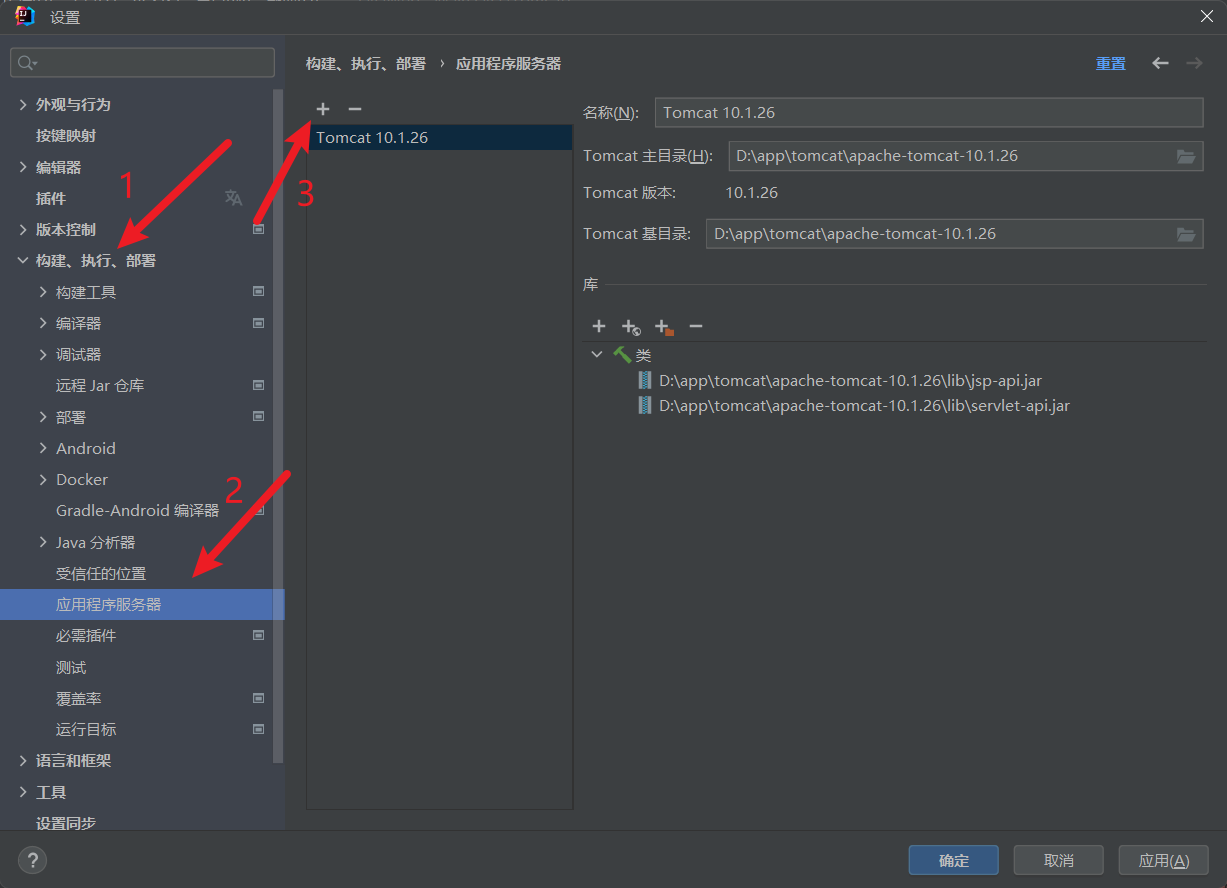 设置
构建、执行、部署 › 应用程序服务器
重置
外观与行为
按键映射
编辑器
插件
版本控制
构建、执行、部署
构建工具
编译器
调试器
远程 Jar 仓库
部署
Android
Docker
Gradle-Android 编译器
Java 分析器
受信任的位置
应用程序服务器
必需插件
测试
覆盖率
运行目标
语言和框架
工具
设置同步
1
2
3
Tomcat 10.1.26
名称(N): Tomcat 10.1.26
Tomcat 主目录(H): D:\app\tomcat\apache-tomcat-10.1.26
Tomcat 版本: 10.1.26
Tomcat 基目录: D:\app\tomcat\apache-tomcat-10.1.26
库
类
D:\app\tomcat\apache-tomcat-10.1.26\lib\jsp-api.jar
D:\app\tomcat\apache-tomcat-10.1.26\lib\servlet-api.jar
?
确定
取消
应用(A)